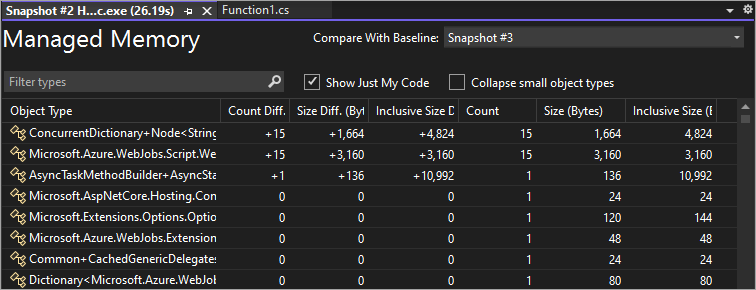 Snapshot #2 H...c.exe (26.19s) Function1.cs
Managed Memory Compare With Baseline: Snapshot #3
Filter types Show Just My Code Collapse small object types
Object Type Count Diff. Size Diff. (Byt Inclusive Size D Count Size (Bytes) Inclusive Size (E
ConcurrentDictionary+Node<String +15 +1,664 +4,824 15 1,664 4,824
Microsoft.Azure.WebJobs.Script.We +15 +3,160 +3,160 15 3,160 3,160
AsyncTaskMethodBuilder+AsyncSta +1 +136 +10,992 1 136 10,992
Microsoft.AspNetCore.Hosting.Con 0 0 0 1 24 24
Microsoft.Extensions.Options.Optio 0 0 0 1 120 144
Microsoft.Azure.WebJobs.Extension 0 0 0 1 48 48
Common+CachedGenericDelegates 0 0 0 1 24 24
Dictionary<Microsoft.Azure.WebJob 0 0 0 1 80 80